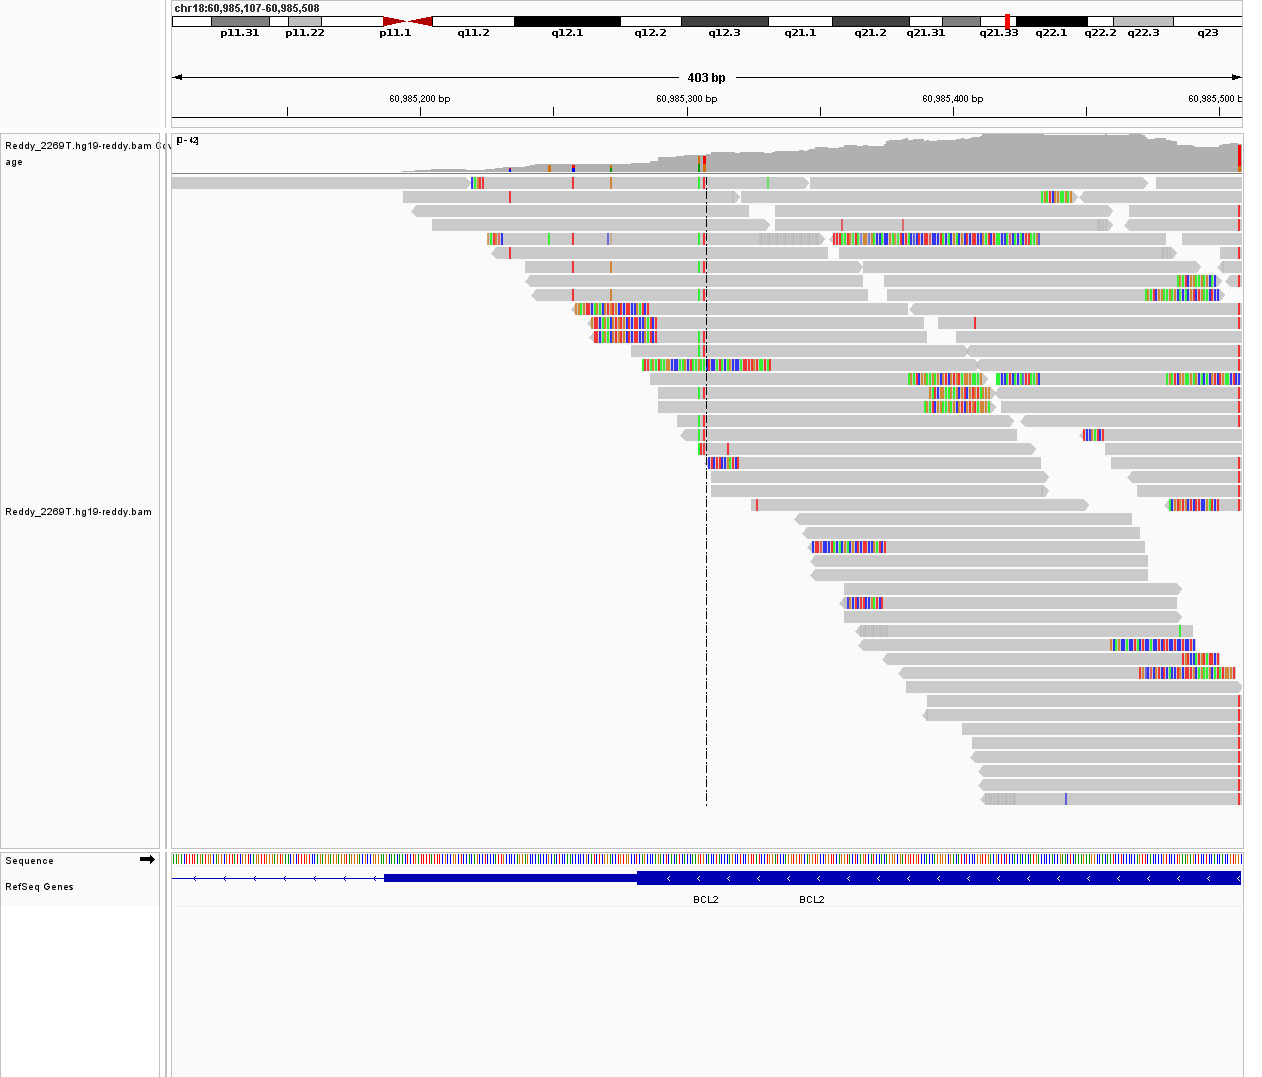 chr18:60,985,107-60,985,508
p11.31 p11.22 p11.1 q11.2 q12.1 q12.2 q12.3 q21.1 q21.2 q21.31 q21.33 q22.1 q22.2 q22.3 q23
403 bp
60,985,200 bp 60,985,300 bp 60,985,400 bp 60,985,500 b
Reddy_2269T.hg19-reddy.bam Cov
age
[0 - 42]
Reddy_2269T.hg19-reddy.bam
Sequence
RefSeq Genes
BCL2 BCL2